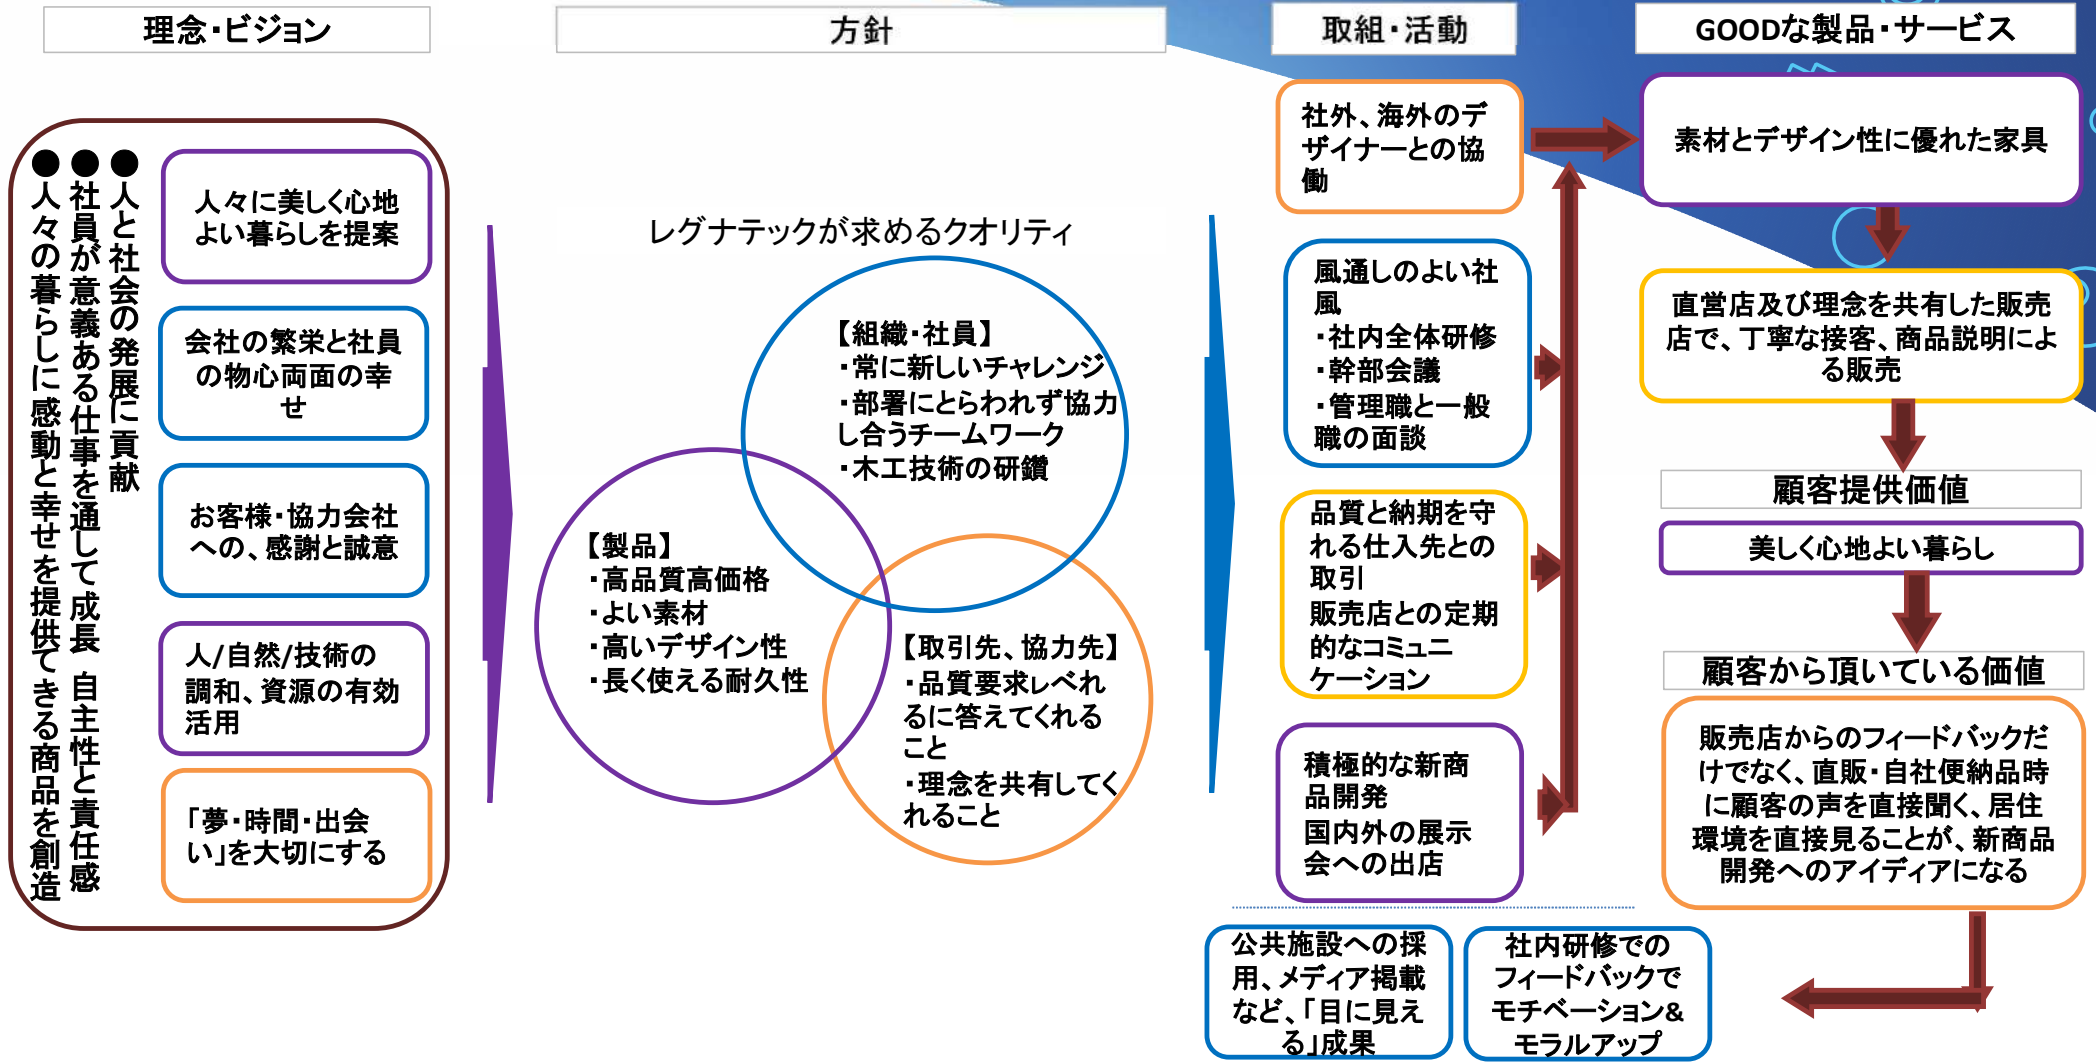 理念・ビジョン
●人と社会の発展に貢献
●社員が意義ある仕事を通して成長 自主性と責任感
●人々の暮らしに感動と幸せを提供できる商品を創造
人々に美しく心地
よい暮らしを提案
会社の繁栄と社員
の物心両面の幸
せ
お客様・協力会社
への、感謝と誠意
人/自然/技術の
調和、資源の有効
活用
「夢・時間・出会
い」を大切にする
方針
レグナテックが求めるクオリティ
【組織・社員】
・常に新しいチャレンジ
・部署にとらわれず協力
し合うチームワーク
・木工技術の研鑽
【製品】
・高品質高価格
・よい素材
・高いデザイン性
・長く使える耐久性
【取引先、協力先】
・品質要求レベれ
るに答えてくれる
こと
・理念を共有してく
れること
取組・活動
社外、海外のデ
ザイナーとの協
働
風通しのよい社
風
・社内全体研修
・幹部会議
・管理職と一般
職の面談
品質と納期を守
れる仕入先との
取引
販売店との定期
的なコミュニ
ケーション
積極的な新商
品開発
国内外の展示
会への出店
GOODな製品・サービス
素材とデザイン性に優れた家具
直営店及び理念を共有した販売
店で、丁寧な接客、商品説明によ
る販売
顧客提供価値
美しく心地よい暮らし
顧客から頂いている価値
販売店からのフィードバックだ
けでなく、直販・自社便納品時
に顧客の声を直接聞く、居住
環境を直接見ることが、新商品
開発へのアイディアになる
公共施設への採
用、メディア掲載
など、「目に見え
る」成果
社内研修での
フィードバックで
モチベーション&
モラルアップ